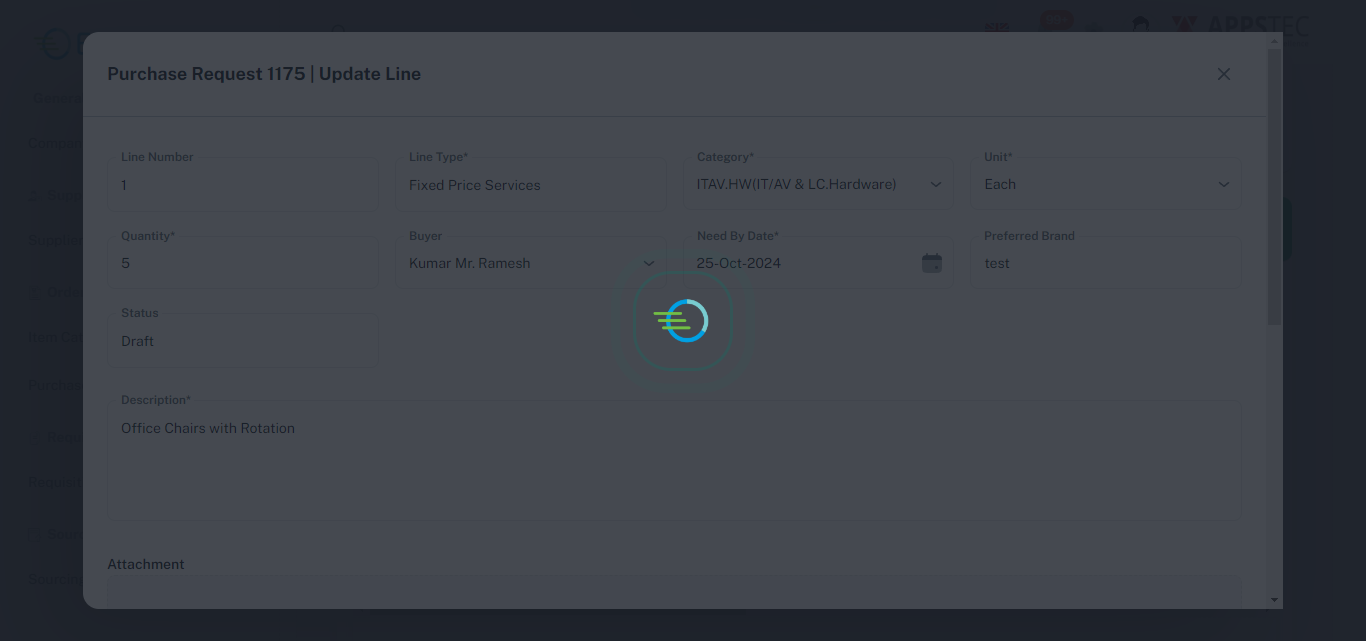 99+
APPSTEC
Purchase Request 1175 | Update Line
Line Number
Line Type*
Category*
Unit*
1
Fixed Price Services
ITAV.HW(IT/AV & LC.Hardware)
Each
Quantity*
Buyer
Need By Date*
Preferred Brand
5
Kumar Mr. Ramesh
25-Oct-2024
test
Status
Draft
Description*
Office Chairs with Rotation
Attachment